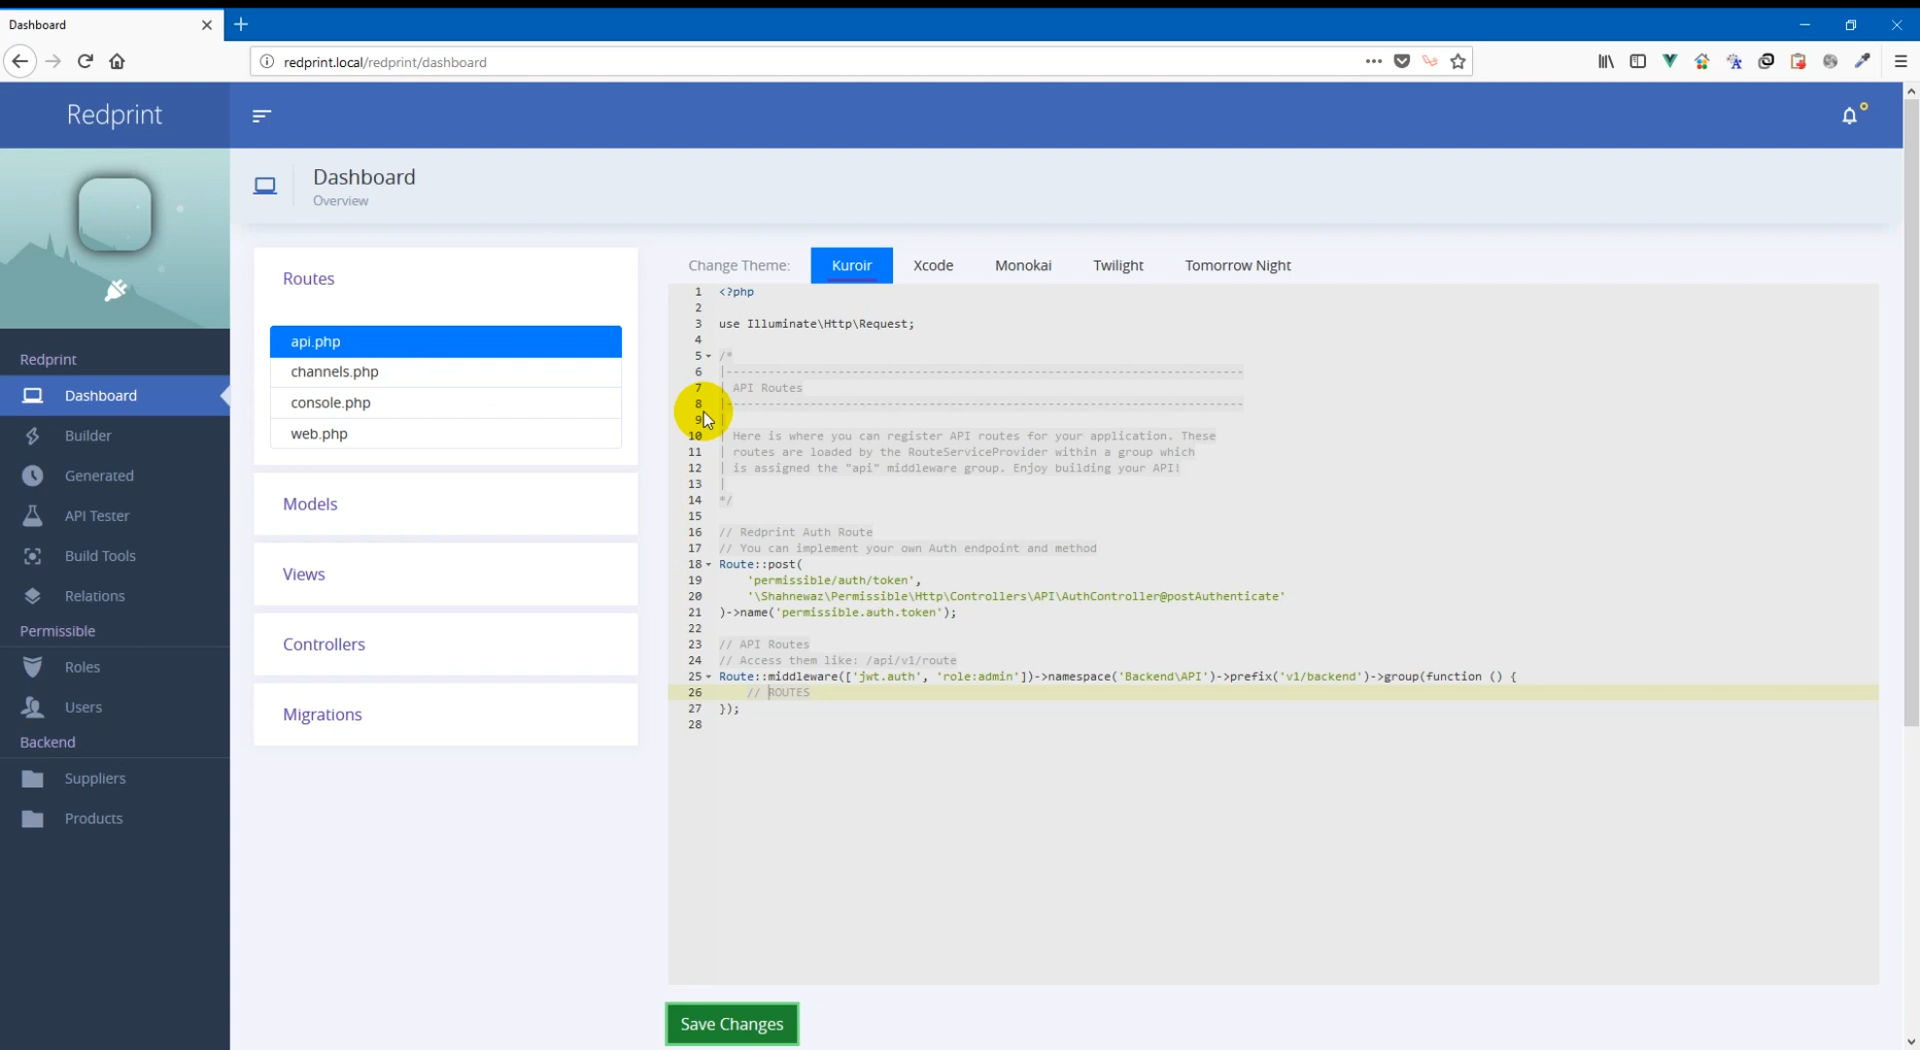 Dashboard
redprint.local/redprint/dashboard
Redprint
Dashboard
Overview
Redprint
Dashboard
Builder
Generated
API Tester
Build Tools
Relations
Permissible
Roles
Users
Backend
Suppliers
Products
Routes
api.php
channels.php
console.php
web.php
Models
Views
Controllers
Migrations
Change Theme: Kuroir Xcode Monokai Twilight Tomorrow Night
1 <?php
2
3 use Illuminate\Http\Request;
4
5 /*
6 |--------------------------------------------------------------------------
7 | API Routes
8 |--------------------------------------------------------------------------
9 |
10 | Here is where you can register API routes for your application. These
11 | routes are loaded by the RouteServiceProvider within a group which
12 | is assigned the "api" middleware group. Enjoy building your API!
13 |
14 */
15
16 // Redprint Auth Route
17 // You can implement your own Auth endpoint and method
18 Route::post(
19 'permissible/auth/token',
20 '\Shahnewaz\Permissible\Http\Controllers\API\AuthController@postAuthenticate'
21 )->name('permissible.auth.token');
22
23 // API Routes
24 // Access them like: /api/v1/route
25 Route::middleware(['jwt.auth', 'role:admin'])->namespace('Backend\API')->prefix('v1/backend')->group(function () {
26 // ROUTES
27 });
28
Save Changes